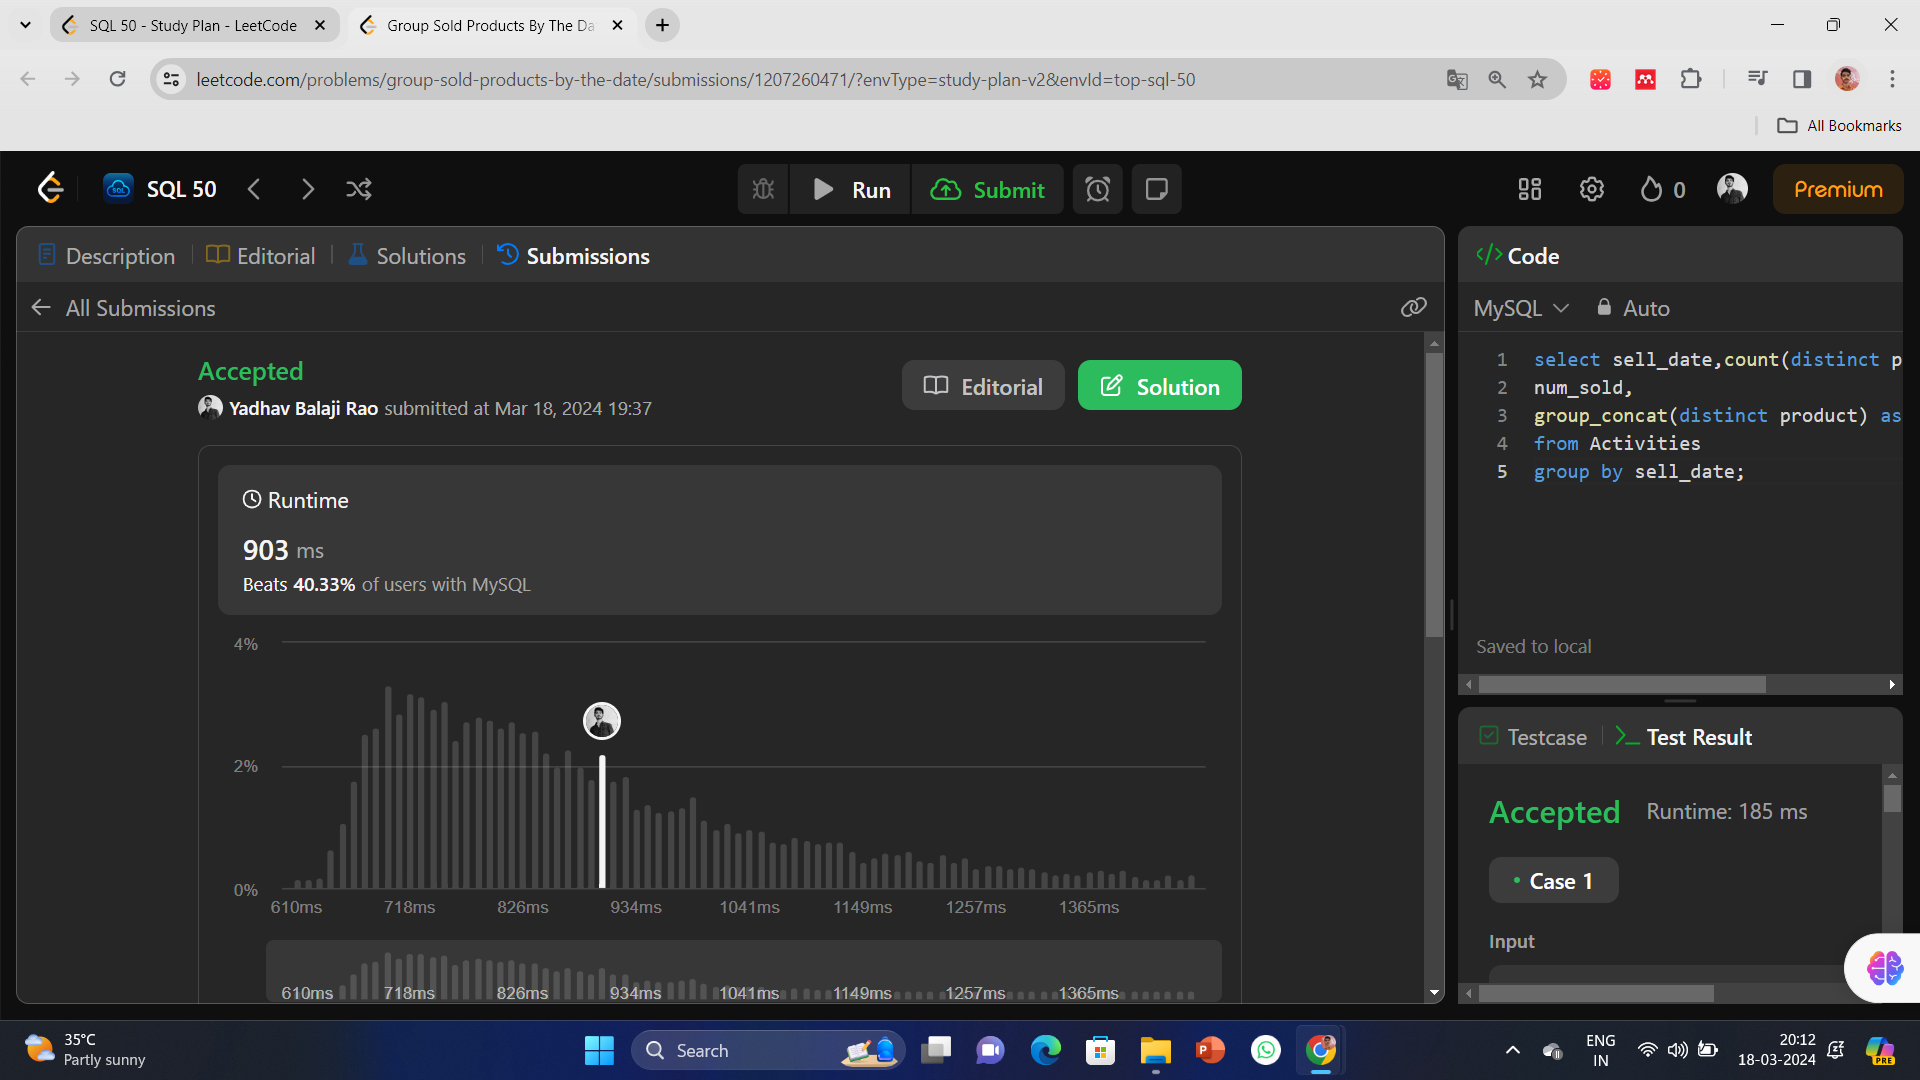 SQL 50 - Study Plan - LeetCode
Group Sold Products By The Da
leetcode.com/problems/group-sold-products-by-the-date/submissions/1207260471/?envType=study-plan-v2&envId=top-sql-50
All Bookmarks
SQL 50
Run
Submit
0
Premium
Description
Editorial
Solutions
Submissions
All Submissions
Accepted
Yadhav Balaji Rao submitted at Mar 18, 2024 19:37
Editorial
Solution
Runtime
903 ms
Beats 40.33% of users with MySQL
4%
2%
0%
610ms 718ms 826ms 934ms 1041ms 1149ms 1257ms 1365ms
610ms 718ms 826ms 934ms 1041ms 1149ms 1257ms 1365ms
Code
MySQL
Auto
1 select sell_date,count(distinct p
2 num_sold,
3 group_concat(distinct product) as
4 from Activities
5 group by sell_date;
Saved to local
Testcase
Test Result
Accepted Runtime: 185 ms
Case 1
Input
35°C
Partly sunny
Search
ENG
IN
20:12
18-03-2024
PRE